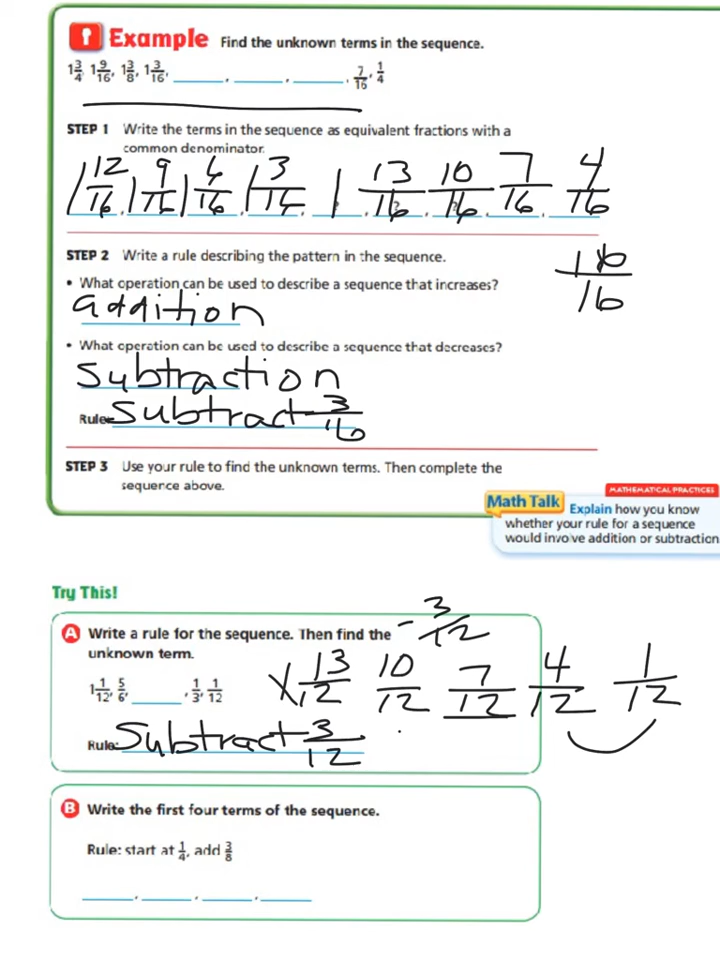 ! Example Find the unknown terms in the sequence.
1 3/4, 1 9/16, 1 3/8, 1 3/16, ______, ______, ______, 7/16, 1/4
STEP 1 Write the terms in the sequence as equivalent fractions with a
common denominator.
1 12/16, 1 9/16, 1 6/16, 1 3/16, 1, 13/16, 10/16, 7/16, 4/16
STEP 2 Write a rule describing the pattern in the sequence.
16/16
• What operation can be used to describe a sequence that increases?
addition
• What operation can be used to describe a sequence that decreases?
subtraction
Rule: subtract 3/16
STEP 3 Use your rule to find the unknown terms. Then complete the
sequence above.
MATHEMATICAL PRACTICES
Math Talk Explain how you know
whether your rule for a sequence
would involve addition or subtraction
Try This!
A Write a rule for the sequence. Then find the - 3/12
unknown term.
1 1/12, 5/6, ______, 1/3, 1/12
13/12 10/12 7/12 4/12 1/12
Rule: Subtract 3/12
B Write the first four terms of the sequence.
Rule: start at 1/4, add 3/8
______, ______, ______, ______